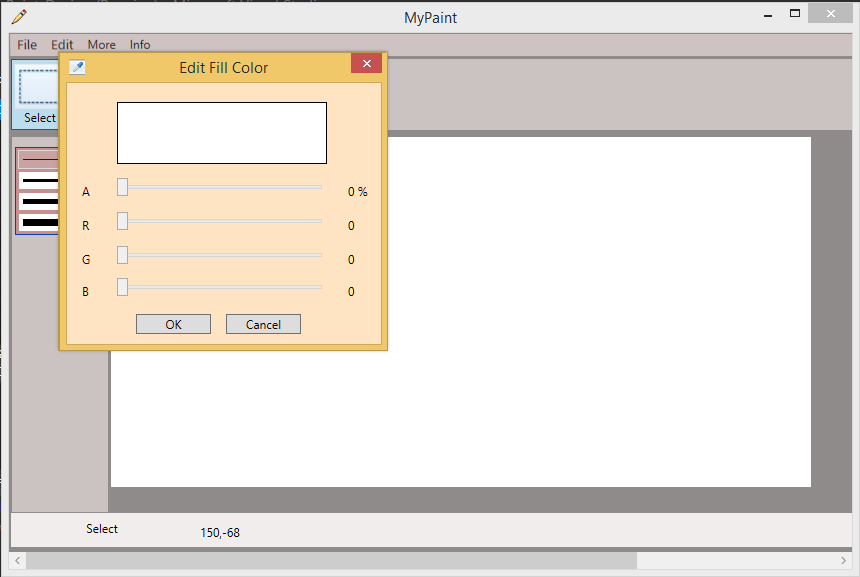 MyPaint
File Edit More Info
Edit Fill Color
Select
A 0 %
R 0
G 0
B 0
OK Cancel
Select 150,-68